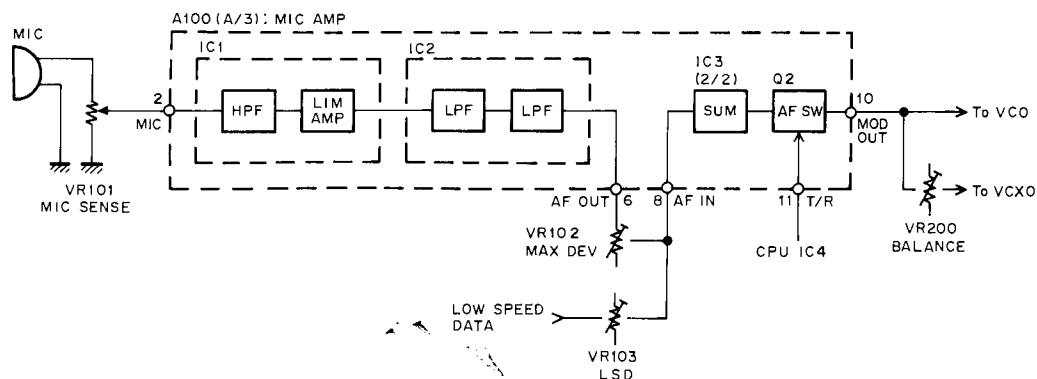 A100 (A/3): MIC AMP
MIC
IC1
IC2
IC3
(2/2)
Q2
2
MIC
HPF
LIM
AMP
LPF
LPF
SUM
AF SW
10
MOD
OUT
To VCO
To VCXO
VR101
MIC SENSE
AF OUT 6
8 AF IN
11 T/R
VR102
MAX DEV
CPU IC4
VR200
BALANCE
LOW SPEED
DATA
VR103
LSD